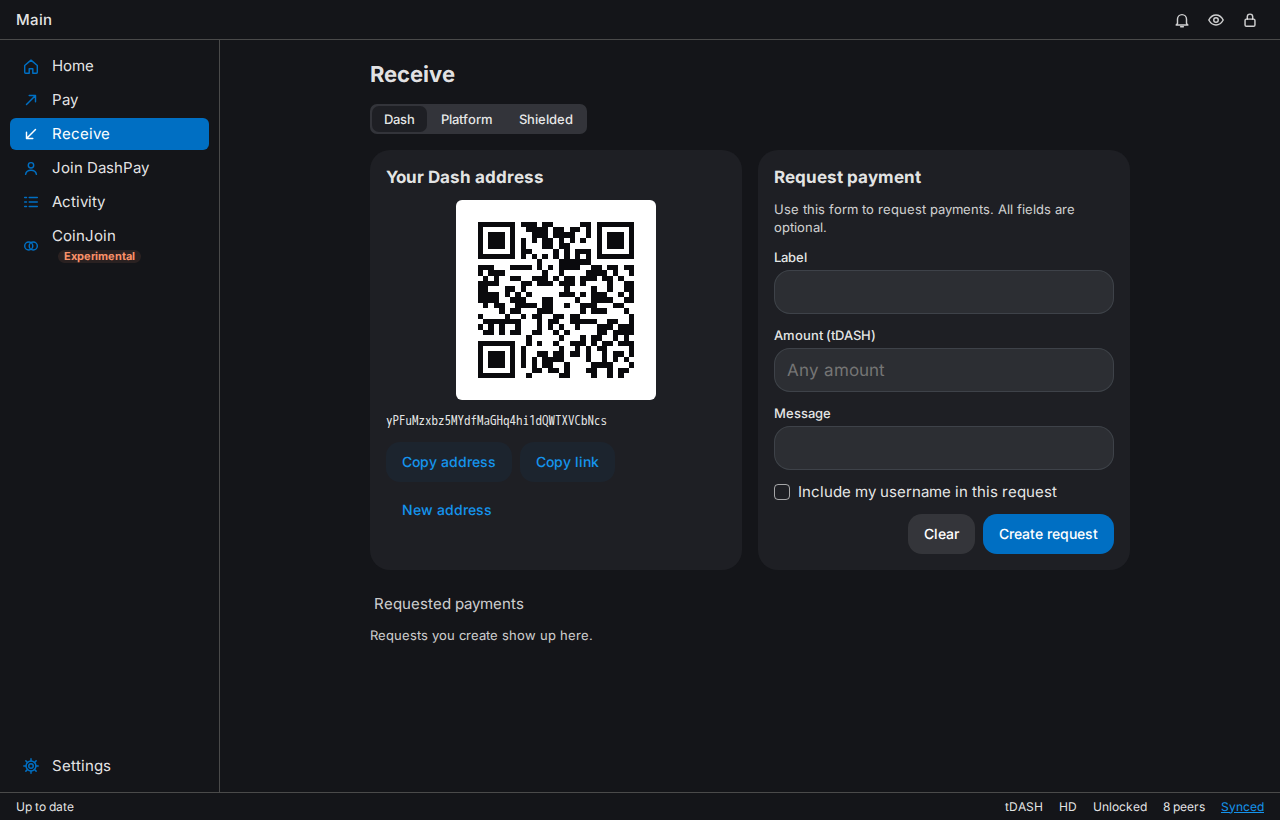 Main
Home
Pay
Receive
Join DashPay
Activity
CoinJoin
Experimental
Settings
Receive
Dash Platform Shielded
Your Dash address
yPFuMzxbz5MYdfMaGHq4hi1dQWTXVCbNcs
Copy address Copy link
New address
Request payment
Use this form to request payments. All fields are
optional.
Label
Amount (tDASH)
Any amount
Message
Include my username in this request
Clear Create request
Requested payments
Requests you create show up here.
Up to date
tDASH HD Unlocked 8 peers Synced